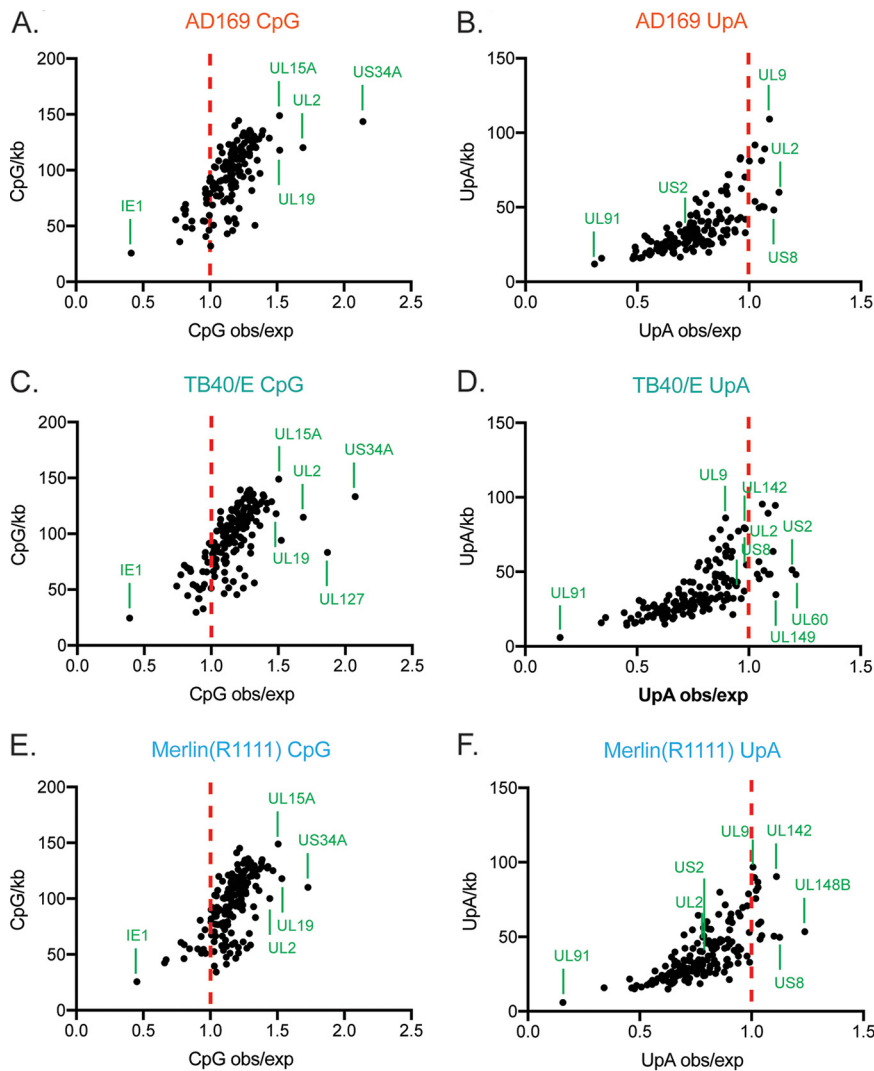 A.
AD169 CpG
CpG/kb
200
150
100
50
0
0.0 0.5 1.0 1.5 2.0 2.5
CpG obs/exp
UL15A
US34A
UL2
UL19
IE1
B.
AD169 UpA
UpA/kb
150
100
50
0
0.0 0.5 1.0 1.5
UpA obs/exp
UL9
UL2
US2
UL91
US8
C.
TB40/E CpG
CpG/kb
200
150
100
50
0
0.0 0.5 1.0 1.5 2.0 2.5
CpG obs/exp
UL15A
US34A
UL2
UL19
IE1
UL127
D.
TB40/E UpA
UpA/kb
150
100
50
0
0.0 0.5 1.0 1.5
UpA obs/exp
UL9
UL142
UL2
US2
US8
UL91
UL60
UL149
E.
Merlin(R1111) CpG
CpG/kb
200
150
100
50
0
0.0 0.5 1.0 1.5 2.0 2.5
CpG obs/exp
UL15A
US34A
IE1
UL19
UL2
F.
Merlin(R1111) UpA
UpA/kb
150
100
50
0
0.0 0.5 1.0 1.5
UpA obs/exp
UL9
UL142
US2
UL148B
UL2
UL91
US8